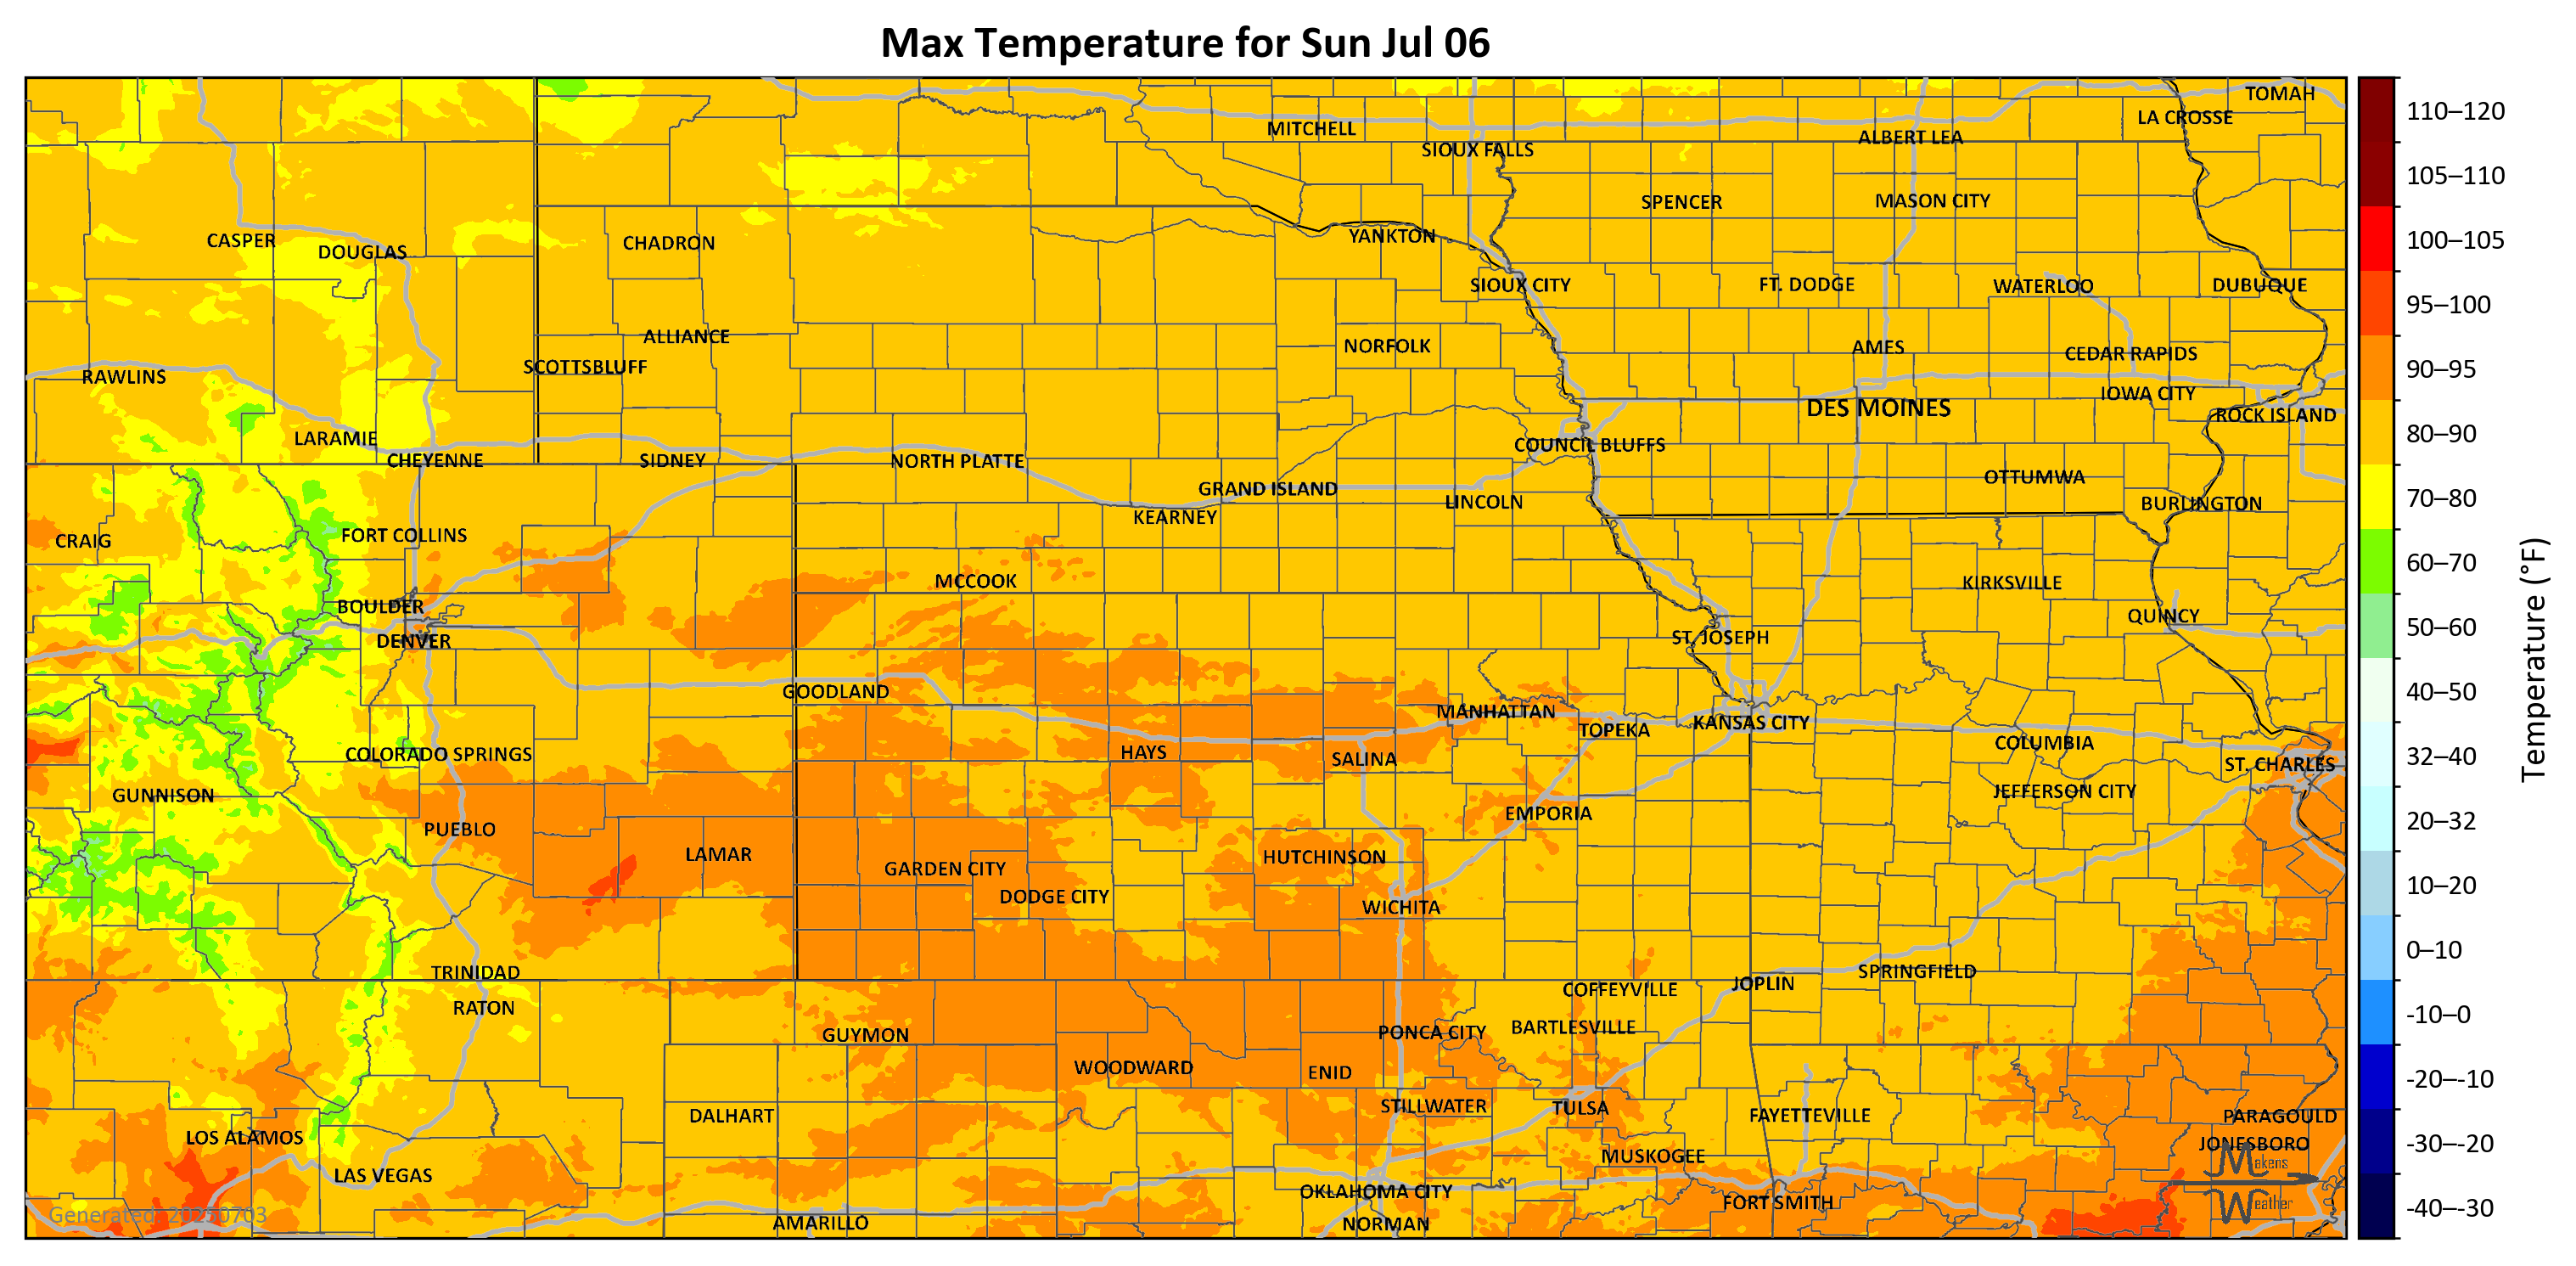 Max Temperature for Sun Jul 06
TOMAH
LA CROSSE
MITCHELL
ALBERT LEA
SIOUX FALLS
SPENCER
MASON CITY
CASPER
DOUGLAS
CHADRON
YANKTON
SIOUX CITY
FT. DODGE
WATERLOO
DUBUQUE
ALLIANCE
NORFOLK
AMES
CEDAR RAPIDS
SCOTTSBLUFF
RAWLINS
IOWA CITY
DES MOINES
ROCK ISLAND
LARAMIE
COUNCIL BLUFFS
CHEYENNE
SIDNEY
NORTH PLATTE
OTTUMWA
GRAND ISLAND
LINCOLN
BURLINGTON
KEARNEY
FORT COLLINS
CRAIG
MCCOOK
KIRKSVILLE
BOULDER
QUINCY
DENVER
ST. JOSEPH
GOODLAND
MANHATTAN
TOPEKA
KANSAS CITY
COLUMBIA
COLORADO SPRINGS
HAYS
SALINA
ST. CHARLES
GUNNISON
JEFFERSON CITY
EMPORIA
PUEBLO
LAMAR
HUTCHINSON
GARDEN CITY
DODGE CITY
WICHITA
TRINIDAD
SPRINGFIELD
JOPLIN
COFFEYVILLE
RATON
GUYMON
PONCA CITY
BARTLESVILLE
WOODWARD
ENID
DALHART
STILLWATER
TULSA
FAYETTEVILLE
PARAGOULD
LOS ALAMOS
JONESBORO
MUSKOGEE
LAS VEGAS
OKLAHOMA CITY
FORT SMITH
AMARILLO
NORMAN
Generated: 20250703
Makens
Weather
110–120
105–110
100–105
95–100
90–95
80–90
70–80
60–70
50–60
40–50
32–40
20–32
10–20
0–10
-10–0
-20–-10
-30–-20
-40–-30
Temperature (°F)